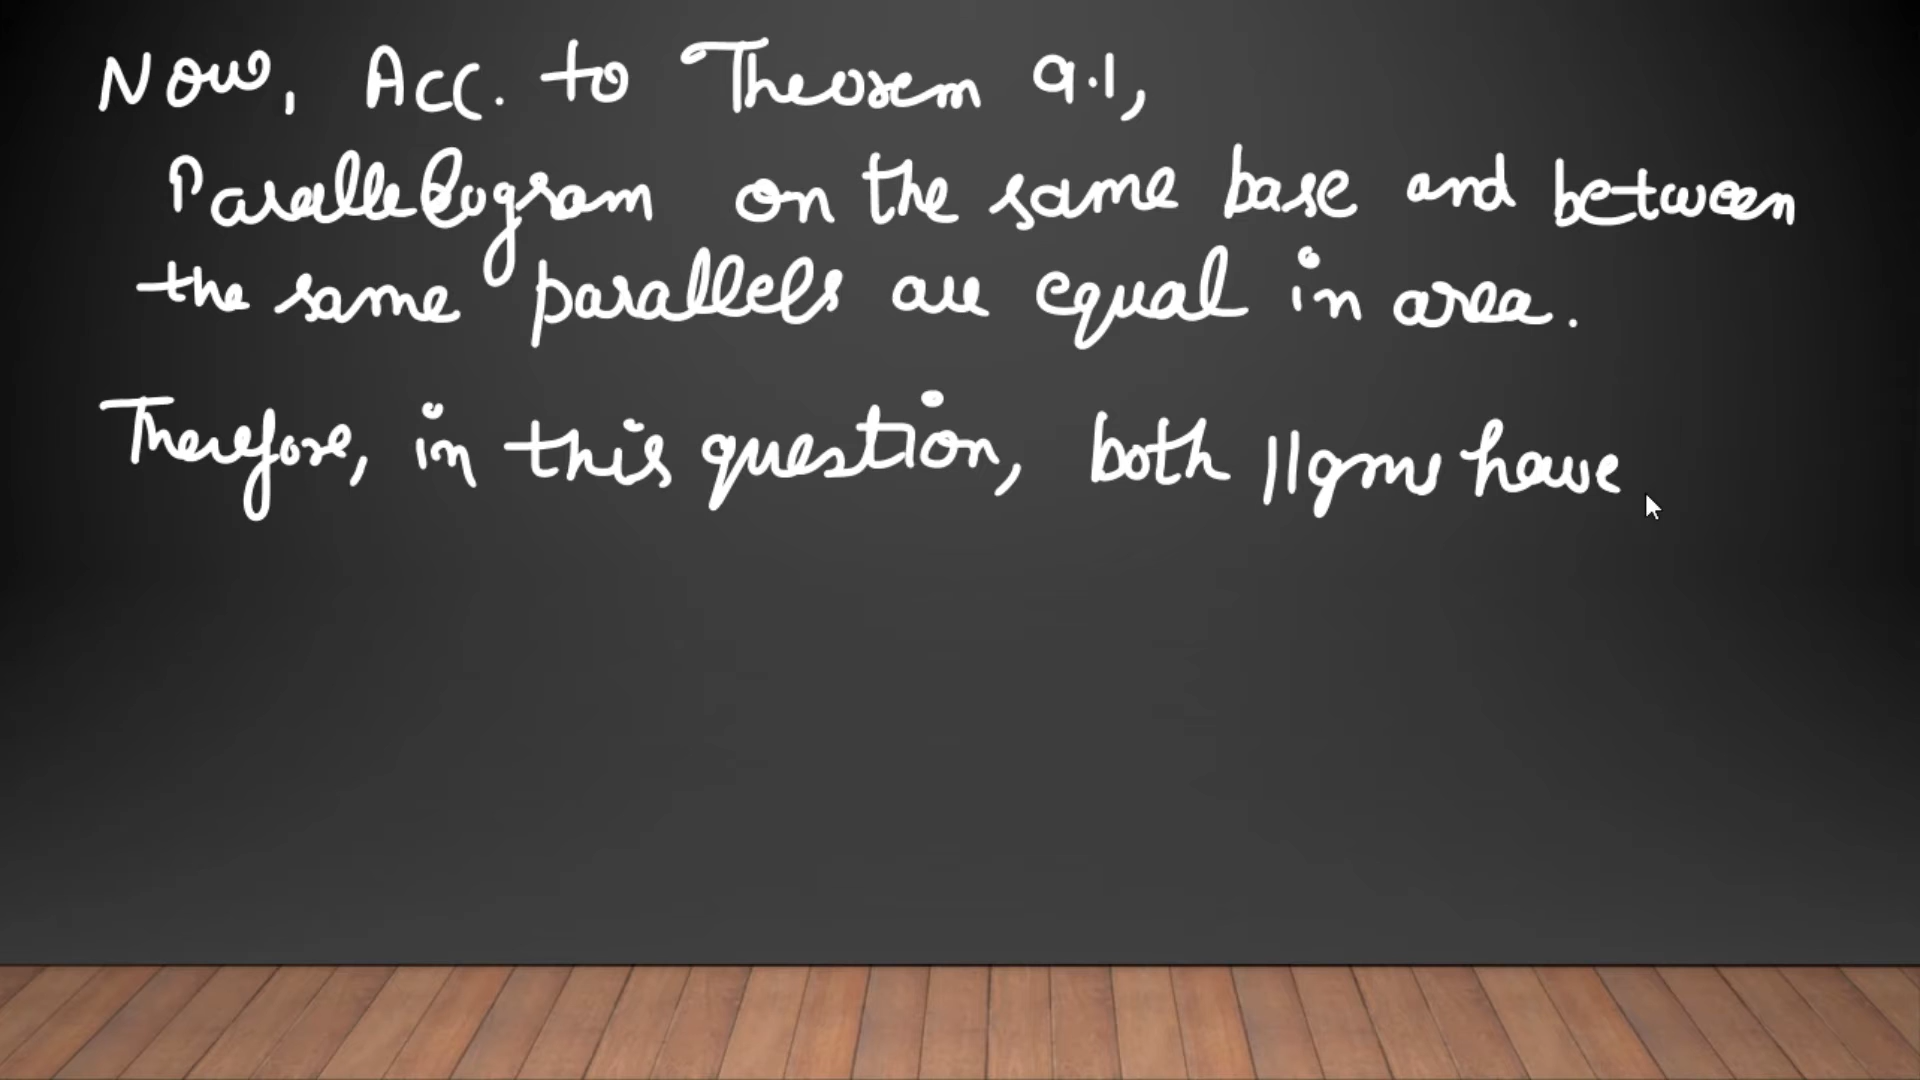 Now, Acc. to Theorem 9.1,
Parallelogram on the same base and between
the same parallels are equal in area.
Therefore, in this question, both ||gms have